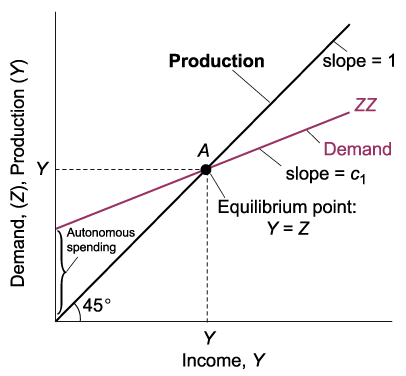 Demand, (Z), Production (Y)
Production
slope = 1
ZZ
A
Demand
Y
slope = c₁
Equilibrium point:
Y = Z
Autonomous
spending
45°
Y
Income, Y